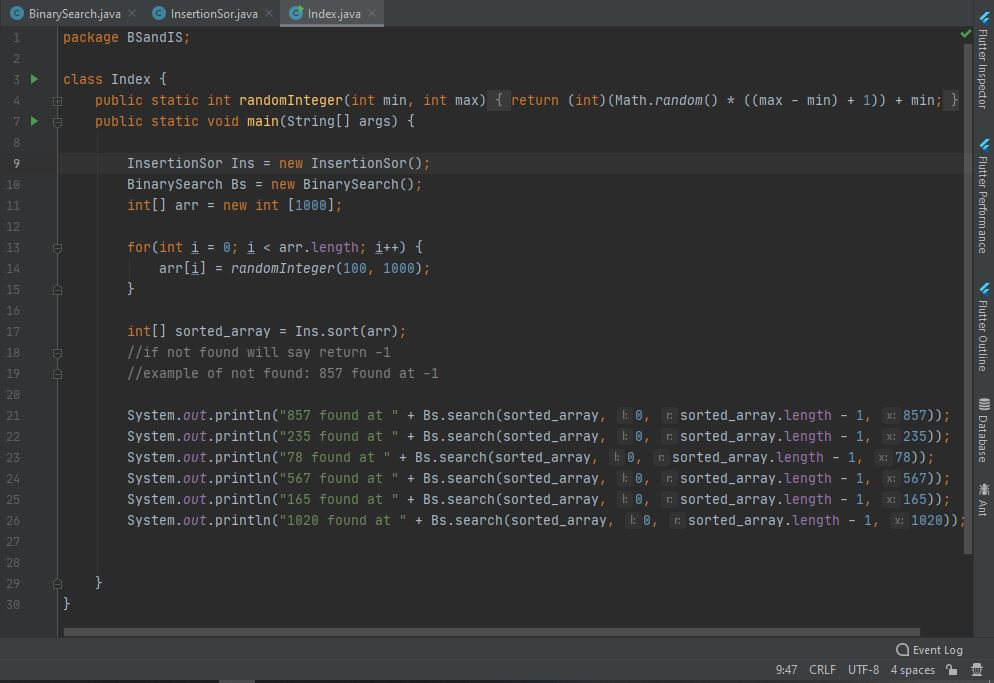 BinarySearch.java InsertionSor.java Index.java
1 package BSandIS;
2
3 class Index {
4 public static int randomInteger(int min, int max) { return (int)(Math.random() * ((max - min) + 1)) + min; }
7 public static void main(String[] args) {
8
9 InsertionSor Ins = new InsertionSor();
10 BinarySearch Bs = new BinarySearch();
11 int[] arr = new int [1000];
12
13 for(int i = 0; i < arr.length; i++) {
14 arr[i] = randomInteger(100, 1000);
15 }
16
17 int[] sorted_array = Ins.sort(arr);
18 //if not found will say return -1
19 //example of not found: 857 found at -1
20
21 System.out.println("857 found at " + Bs.search(sorted_array, l: 0, r: sorted_array.length - 1, x: 857));
22 System.out.println("235 found at " + Bs.search(sorted_array, l: 0, r: sorted_array.length - 1, x: 235));
23 System.out.println("78 found at " + Bs.search(sorted_array, l: 0, r: sorted_array.length - 1, x: 78));
24 System.out.println("567 found at " + Bs.search(sorted_array, l: 0, r: sorted_array.length - 1, x: 567));
25 System.out.println("165 found at " + Bs.search(sorted_array, l: 0, r: sorted_array.length - 1, x: 165));
26 System.out.println("1020 found at " + Bs.search(sorted_array, l: 0, r: sorted_array.length - 1, x: 1020));
27
28
29 }
30 }
Flutter Inspector
Flutter Performance
Flutter Outline
Database
Ant
Event Log
9:47 CRLF UTF-8 4 spaces